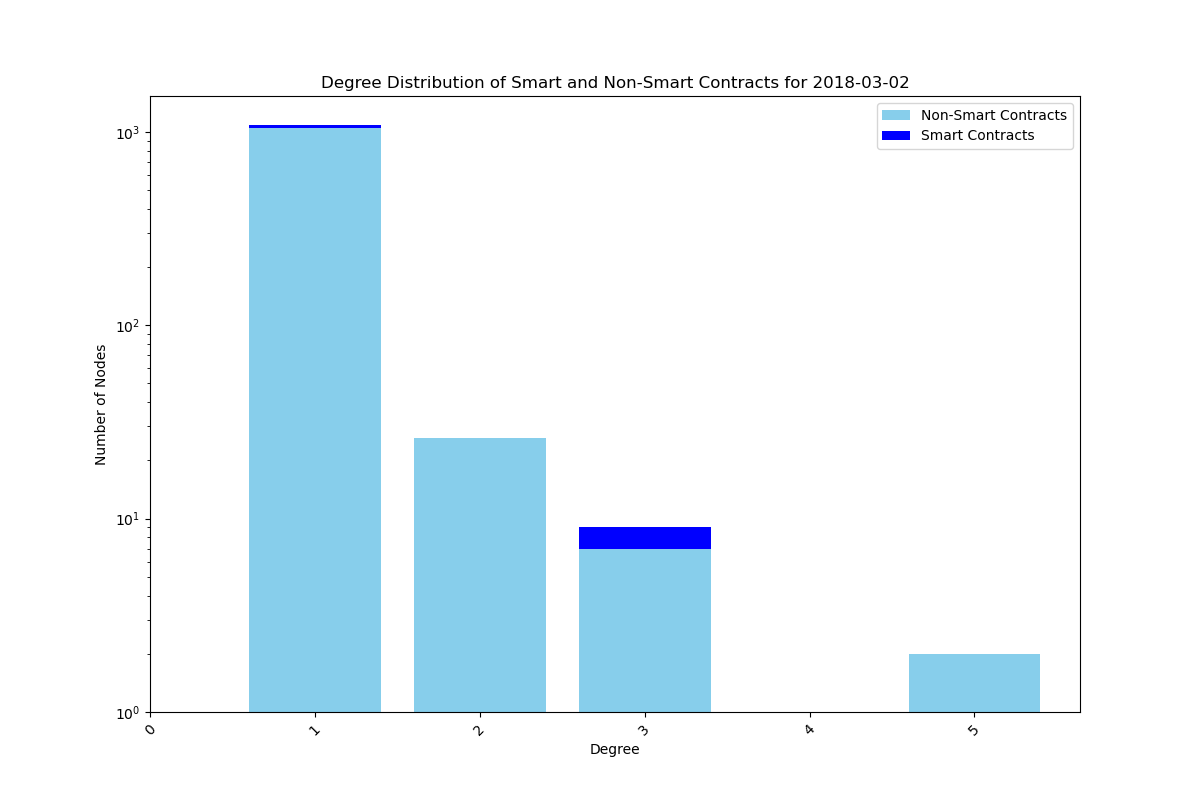 Degree Distribution of Smart and Non-Smart Contracts for 2018-03-02
Non-Smart Contracts
Smart Contracts
Number of Nodes
10³
10²
10¹
10⁰
0
1
2
3
4
5
Degree